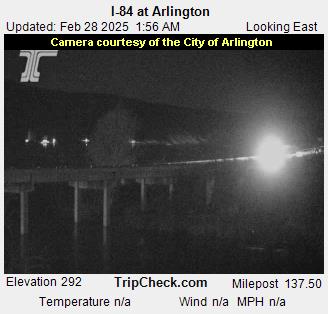 I-84 at Arlington
Updated: Feb 28 2025 1:56 AM Looking East
Camera courtesy of the City of Arlington
Elevation 292 TripCheck.com Milepost 137.50
Temperature n/a Wind n/a MPH n/a